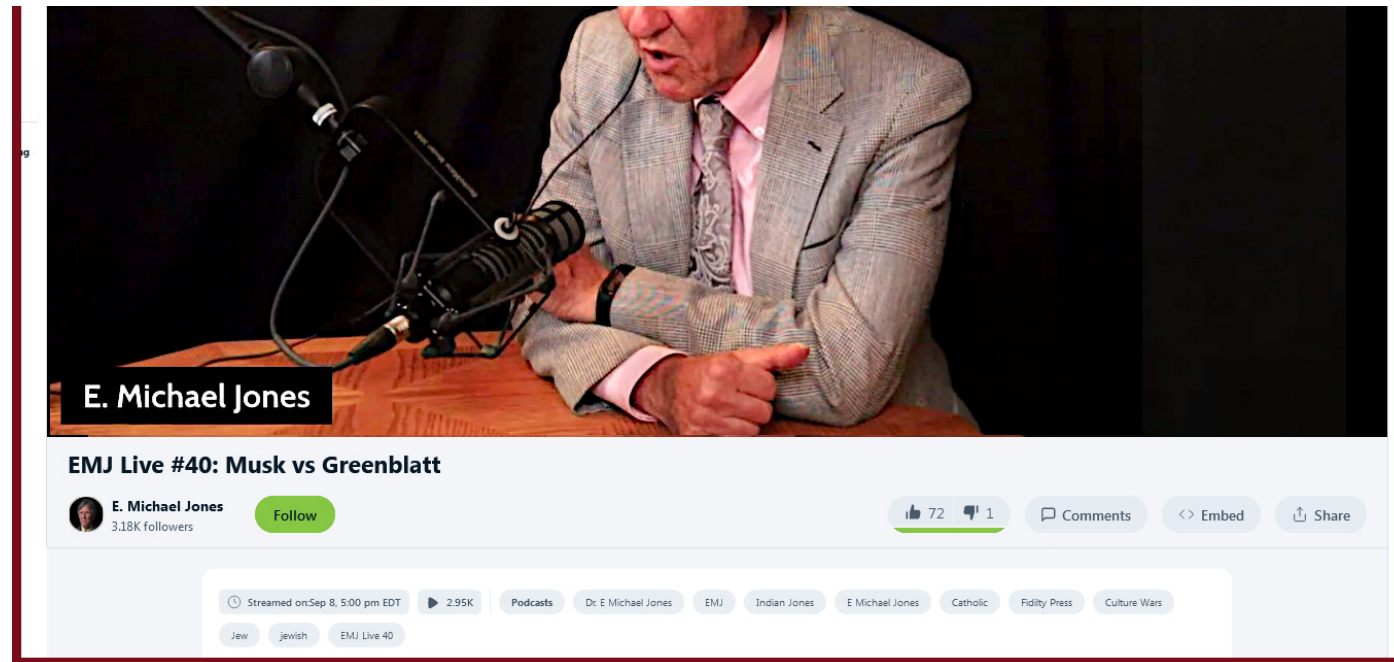 E. Michael Jones
EMJ Live #40: Musk vs Greenblatt
E. Michael Jones
3.18K followers
Follow
72 1 Comments Embed Share
Streamed on:Sep 8, 5:00 pm EDT 2.95K Podcasts Dr. E Michael Jones EMJ Indian Jones E Michael Jones Catholic Fidilty Press Culture Wars
Jew jewish EMJ Live 40